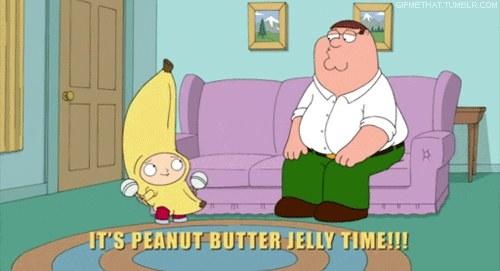 GIFMETHAT.TUMBLR.COM
IT'S PEANUT BUTTER JELLY TIME!!!